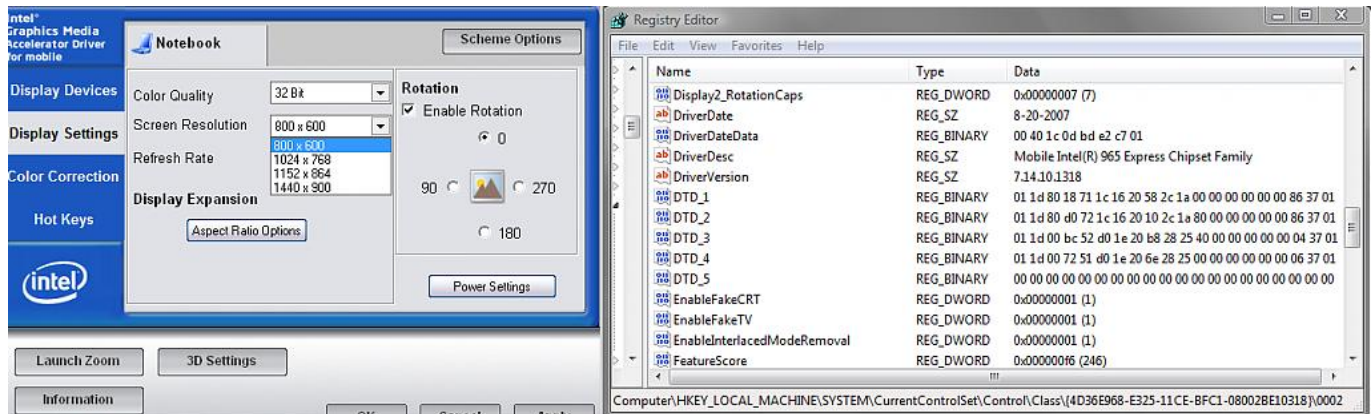 Intel®
Graphics Media
Accelerator Driver
for mobile
Notebook
Scheme Options
Display Devices
Display Settings
Color Correction
Hot Keys
intel
Color Quality
32 Bit
Screen Resolution
800 x 600
800 x 600
1024 x 768
1152 x 864
1440 x 900
Refresh Rate
Display Expansion
Aspect Ratio Options
Rotation
Enable Rotation
0
90
270
180
Power Settings
Launch Zoom
3D Settings
Information
Registry Editor
File Edit View Favorites Help
Name Type Data
Display2_RotationCaps REG_DWORD 0x00000007 (7)
DriverDate REG_SZ 8-20-2007
DriverDateData REG_BINARY 00 40 1c 0d bd e2 c7 01
DriverDesc REG_SZ Mobile Intel(R) 965 Express Chipset Family
DriverVersion REG_SZ 7.14.10.1318
DTD_1 REG_BINARY 01 1d 80 18 71 1c 16 20 58 2c 1a 00 00 00 00 00 00 86 37 01
DTD_2 REG_BINARY 01 1d 80 d0 72 1c 16 20 10 2c 1a 80 00 00 00 00 00 86 37 01
DTD_3 REG_BINARY 01 1d 00 bc 52 d0 1e 20 b8 28 25 40 00 00 00 00 00 04 37 01
DTD_4 REG_BINARY 01 1d 00 72 51 d0 1e 20 6e 28 25 00 00 00 00 00 00 06 37 01
DTD_5 REG_BINARY 00 00 00 00 00 00 00 00 00 00 00 00 00 00 00 00 00 00 00 00
EnableFakeCRT REG_DWORD 0x00000001 (1)
EnableFakeTV REG_DWORD 0x00000001 (1)
EnableInterlacedModeRemoval REG_DWORD 0x00000001 (1)
FeatureScore REG_DWORD 0x000000f6 (246)
Computer\HKEY_LOCAL_MACHINE\SYSTEM\CurrentControlSet\Control\Class\{4D36E968-E325-11CE-BFC1-08002BE10318}\0002